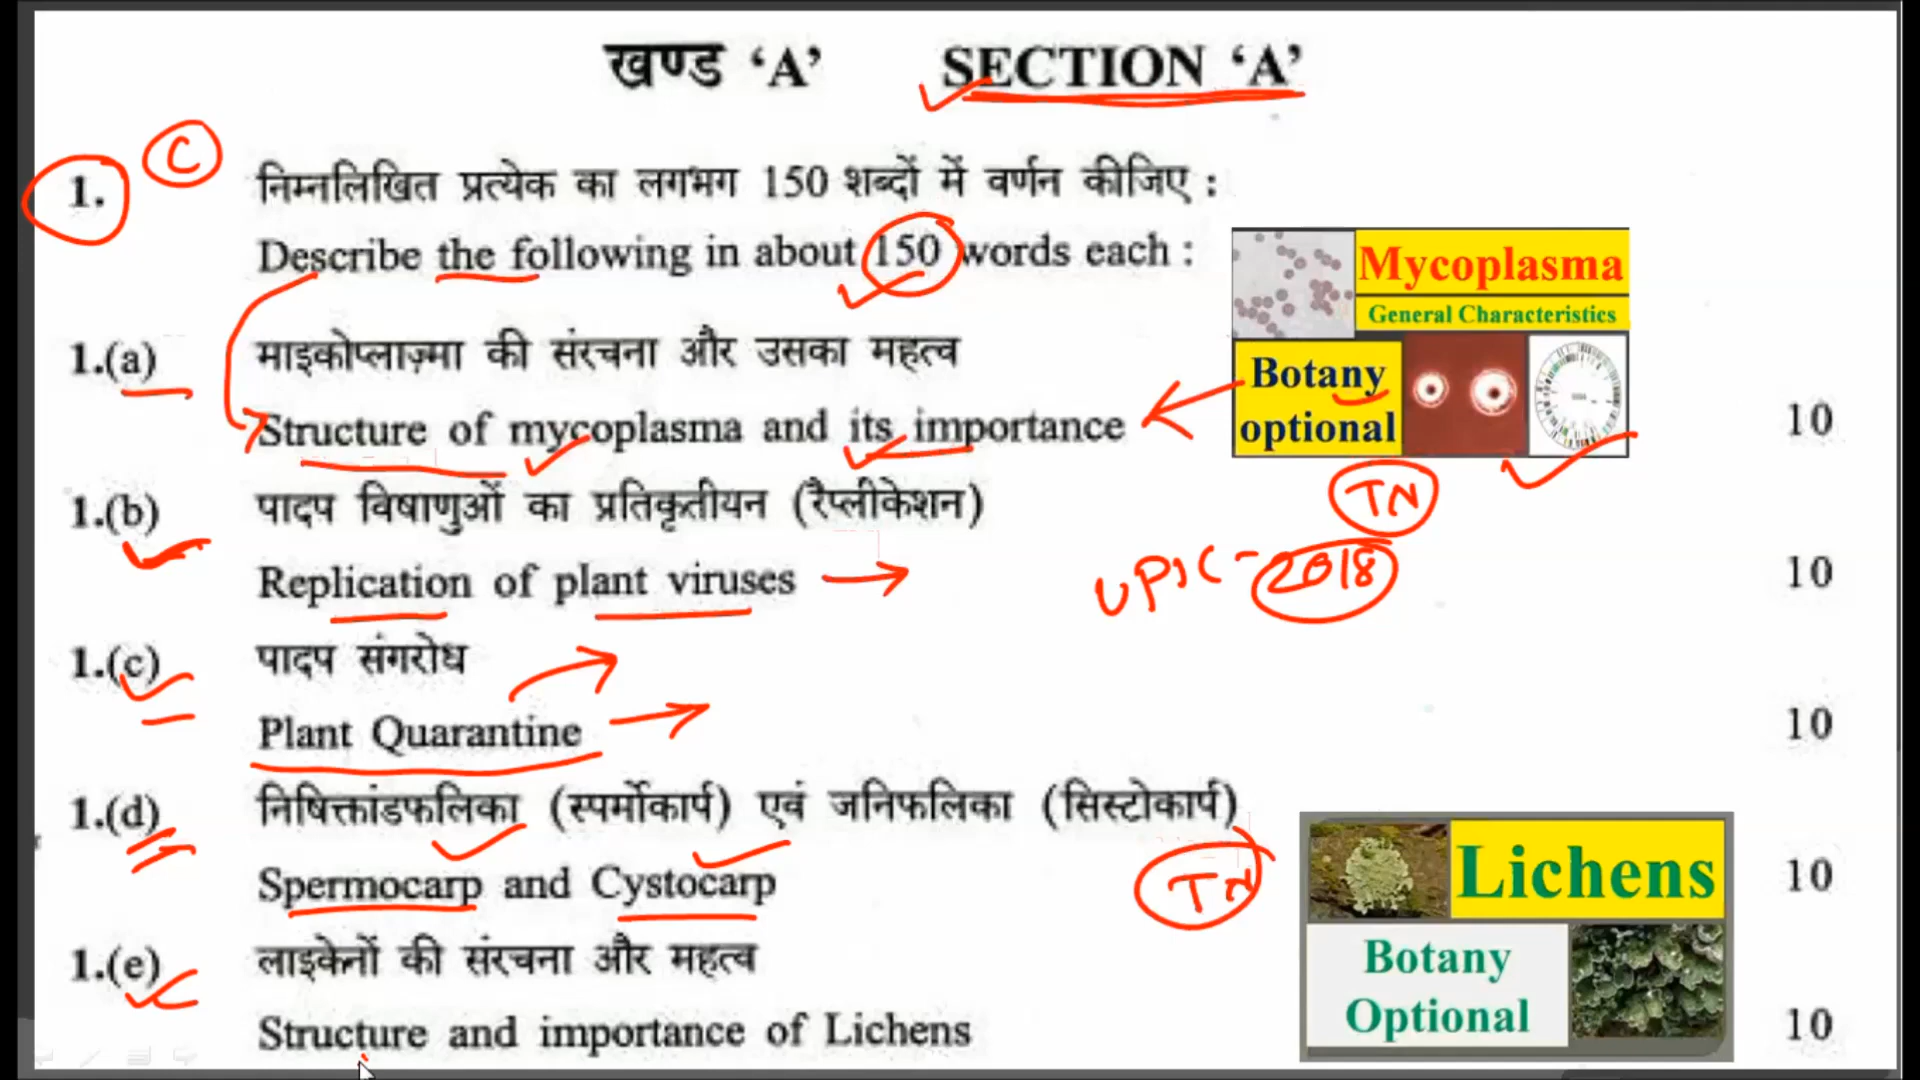 खण्ड ‘A’ SECTION ‘A’
C
1. निम्नलिखित प्रत्येक का लगभग 150 शब्दों में वर्णन कीजिए :
Describe the following in about 150 words each :
1.(a) माइकोप्लाज़्मा की संरचना और उसका महत्व
Structure of mycoplasma and its importance 10
Mycoplasma
General Characteristics
Botany
optional
TN
UPSC-2018
1.(b) पादप विषाणुओं का प्रतिकृतीयन (रैप्लीकेशन)
Replication of plant viruses 10
1.(c) पादप संगरोध
Plant Quarantine 10
1.(d) निषिक्तांडफलिका (स्पर्मोकार्प) एवं जनिफलिका (सिस्टोकार्प)
Spermocarp and Cystocarp 10
TN
Lichens
Botany
Optional
1.(e) लाइकेनों की संरचना और महत्व
Structure and importance of Lichens 10